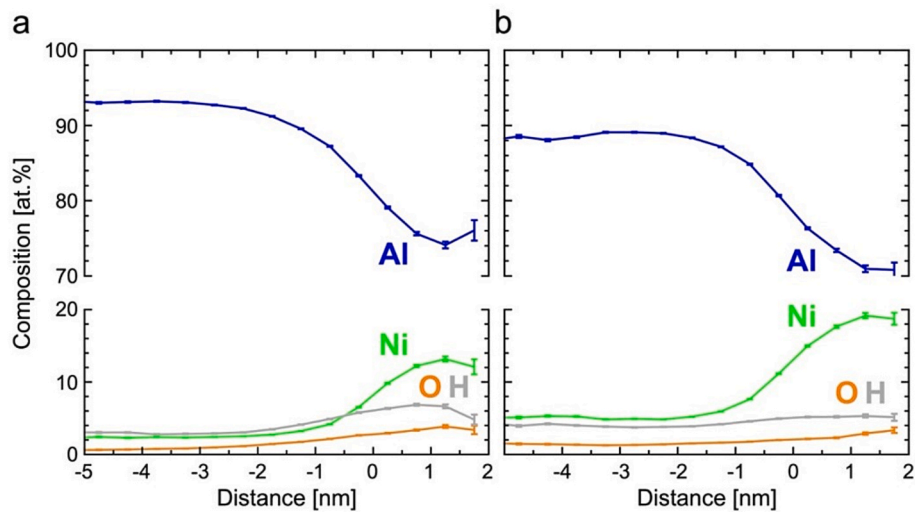 a b
100
90
80
70
20
10
0
Composition [at.%]
Al
Ni
O H
-5 -4 -3 -2 -1 0 1 2
Distance [nm]
Al
Ni
O H
-4 -3 -2 -1 0 1 2
Distance [nm]